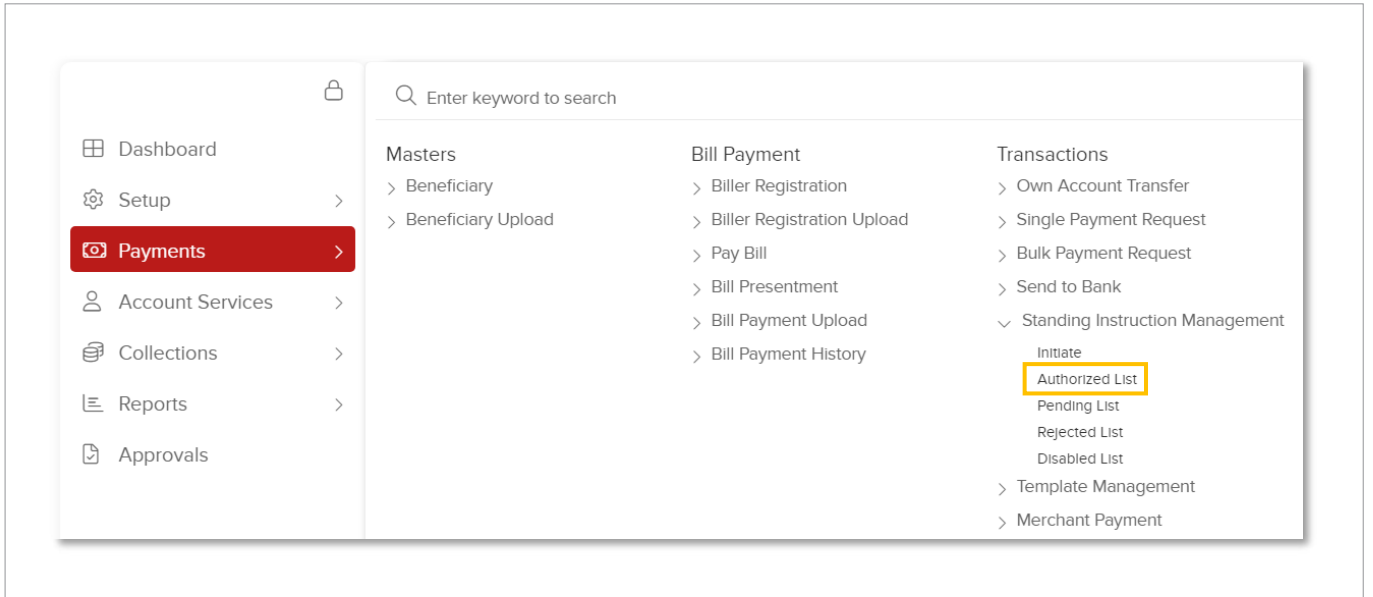 Enter keyword to search
Dashboard
Setup
Payments
Account Services
Collections
Reports
Approvals
Masters
Beneficiary
Beneficiary Upload
Bill Payment
Biller Registration
Biller Registration Upload
Pay Bill
Bill Presentment
Bill Payment Upload
Bill Payment History
Transactions
Own Account Transfer
Single Payment Request
Bulk Payment Request
Send to Bank
Standing Instruction Management
Initiate
Authorized List
Pending List
Rejected List
Disabled List
Template Management
Merchant Payment